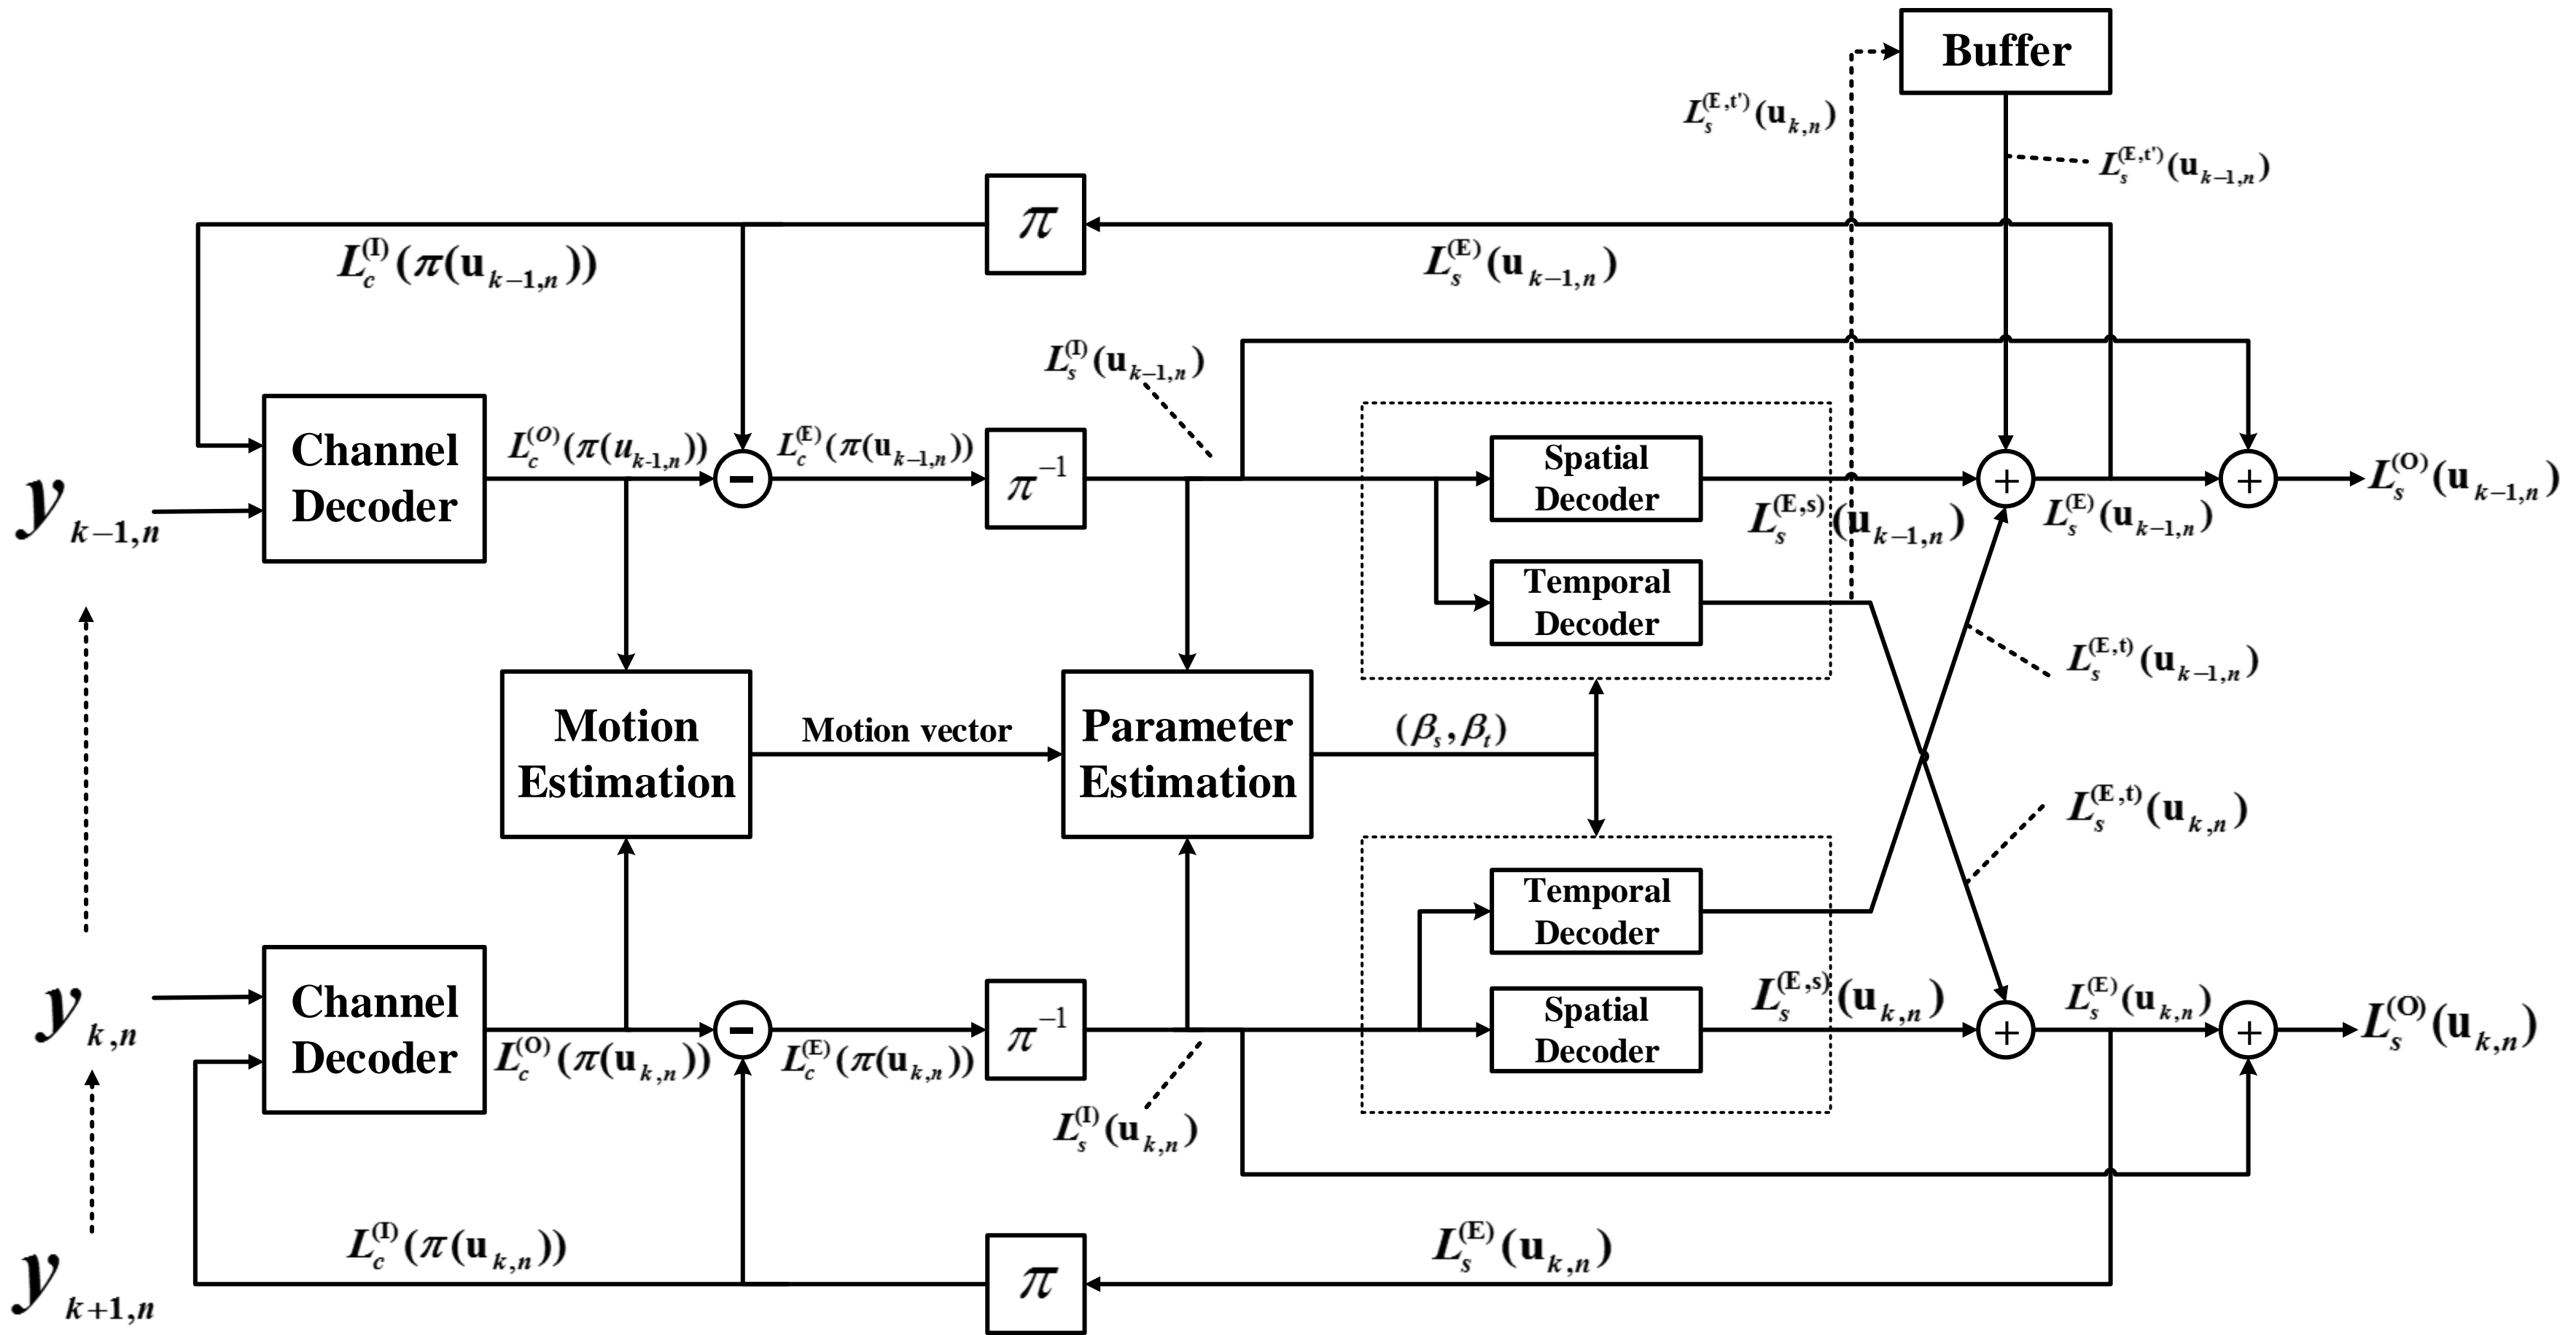 Buffer
L_s^(E,t')(u_k,n)
L_s^(E,t')(u_k−1,n)
π
L_c^(I)(π(u_k−1,n))
L_s^(E)(u_k−1,n)
L_s^(I)(u_k−1,n)
y_k−1,n
Channel
Decoder
L_c^(O)(π(u_k-1,n))
−
L_c^(E)(π(u_k−1,n))
π^−1
Spatial
Decoder
L_s^(E,s)(u_k−1,n)
+
L_s^(E)(u_k−1,n)
+
L_s^(O)(u_k−1,n)
Temporal
Decoder
L_s^(E,t)(u_k−1,n)
Motion
Estimation
Motion vector
Parameter
Estimation
(β_s,β_t)
L_s^(E,t)(u_k,n)
Temporal
Decoder
y_k,n
Channel
Decoder
L_c^(O)(π(u_k,n))
−
L_c^(E)(π(u_k,n))
π^−1
Spatial
Decoder
L_s^(E,s)(u_k,n)
+
L_s^(E)(u_k,n)
+
L_s^(O)(u_k,n)
L_s^(I)(u_k,n)
L_c^(I)(π(u_k,n))
π
L_s^(E)(u_k,n)
y_k+1,n